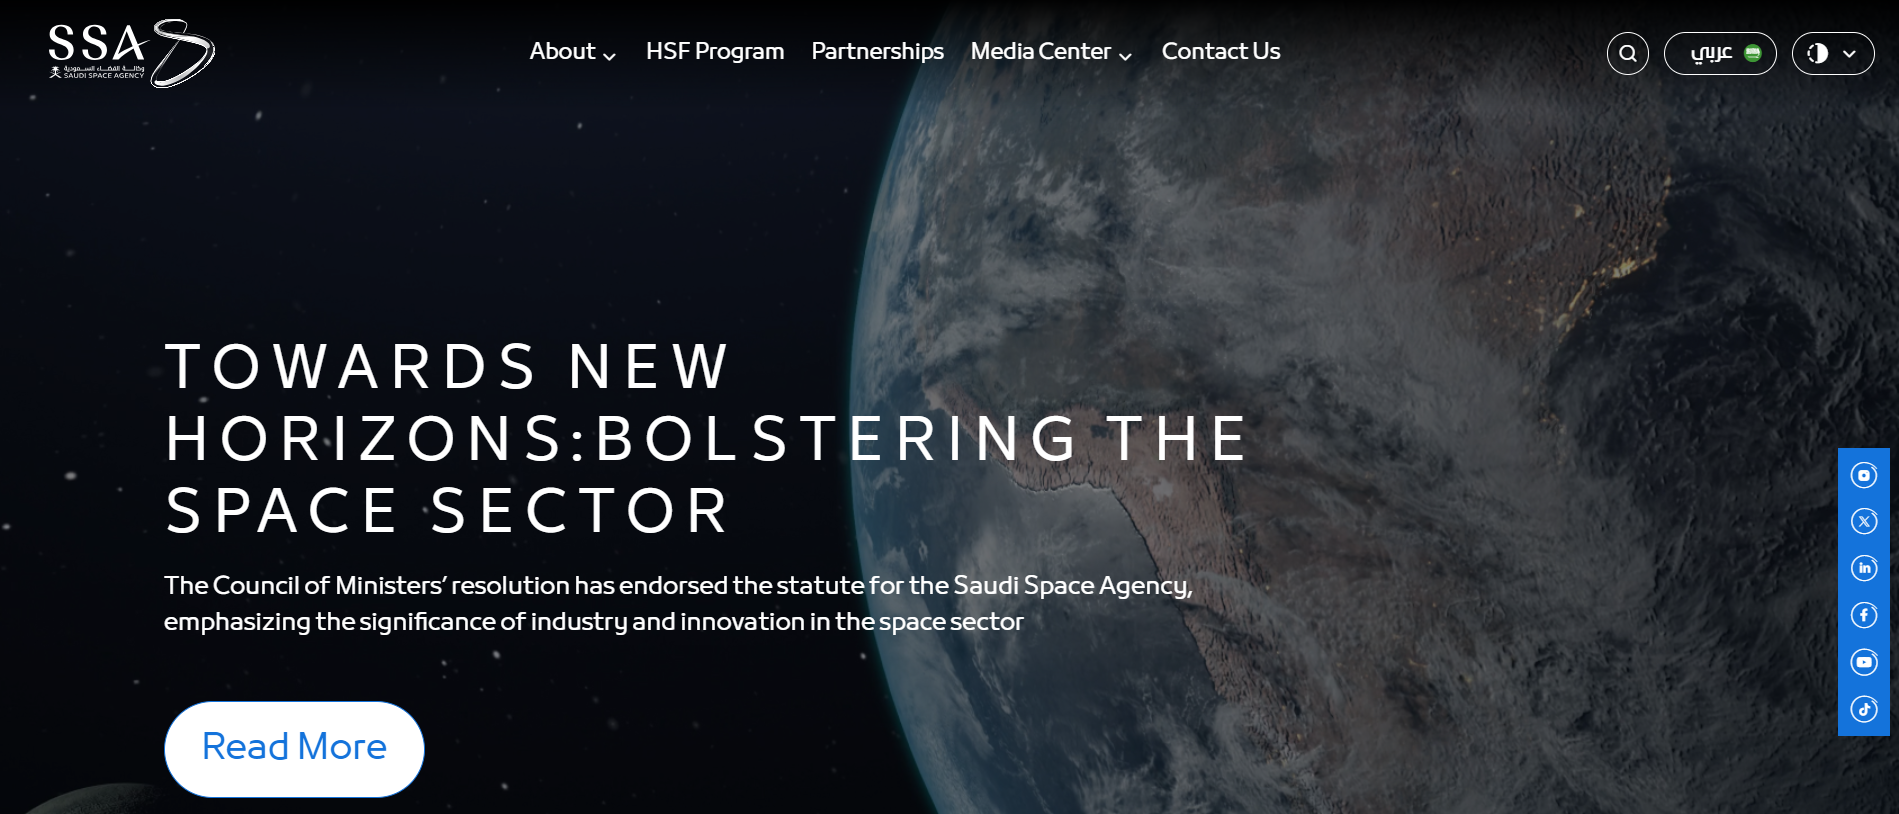 SSA
وكالة الفضاء السعودية
SAUDI SPACE AGENCY
About
HSF Program
Partnerships
Media Center
Contact Us
عربي
TOWARDS NEW
HORIZONS:BOLSTERING THE
SPACE SECTOR
The Council of Ministers’ resolution has endorsed the statute for the Saudi Space Agency,
emphasizing the significance of industry and innovation in the space sector
Read More